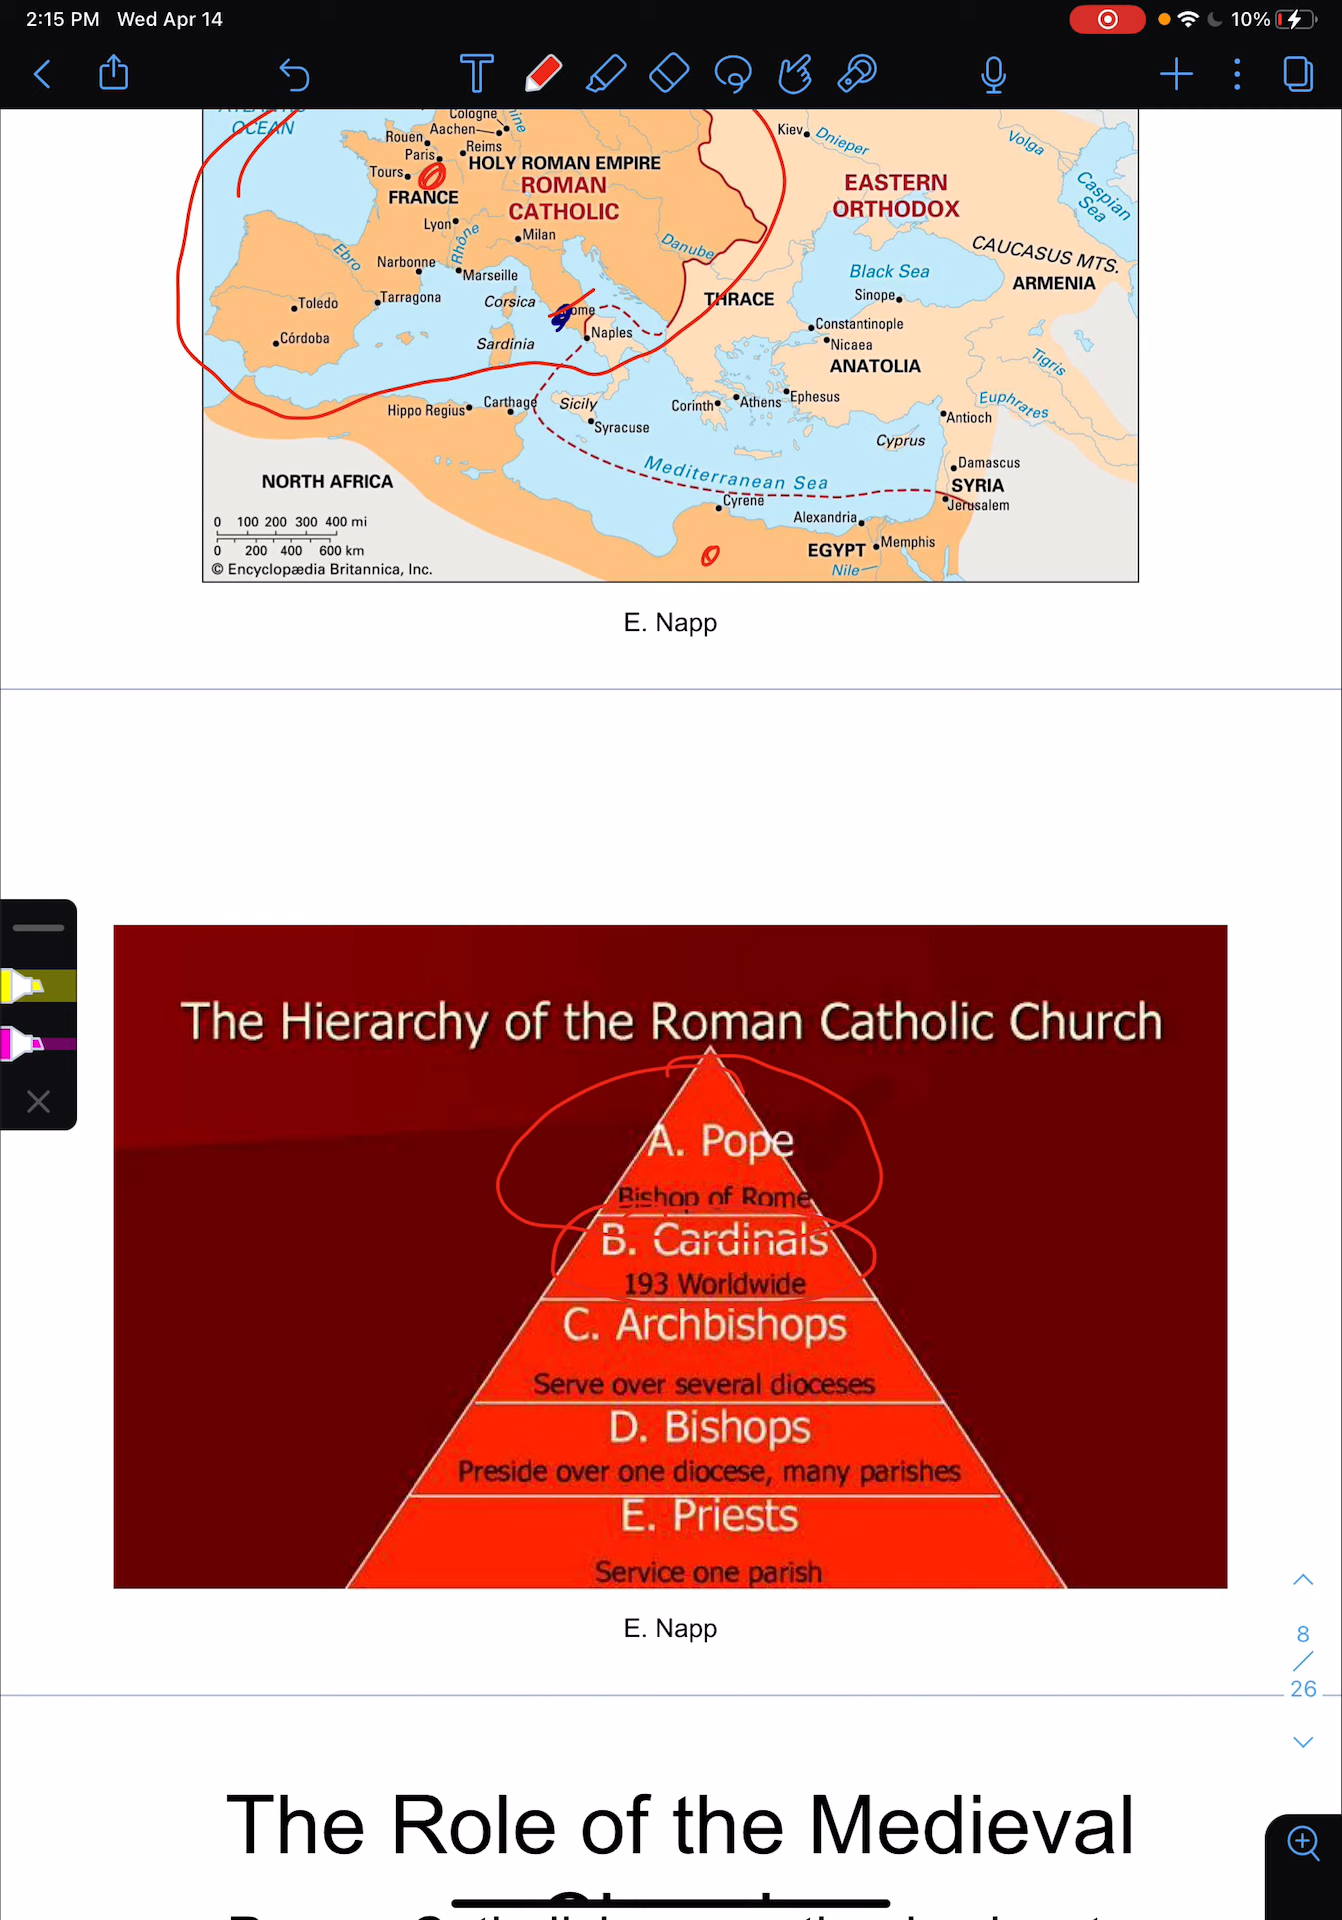 2:15 PM Wed Apr 14
10%
OCEAN
Cologne
Aachen
Rouen
Reims
Paris
HOLY ROMAN EMPIRE
Tours
ROMAN
CATHOLIC
FRANCE
Lyon
Rhône
Milan
Ebro
Danube
Narbonne
Marseille
Toledo
Tarragona
Corsica
Córdoba
Naples
Sardinia
Kiev
Dnieper
Volga
Caspian
Sea
EASTERN
ORTHODOX
CAUCASUS MTS.
Black Sea
ARMENIA
THRACE
Sinope
Constantinople
Nicaea
ANATOLIA
Tigris
Euphrates
Hippo Regius
Carthage
Sicily
Syracuse
Corinth
Athens
Ephesus
Antioch
Cyprus
Mediterranean Sea
Damascus
SYRIA
Jerusalem
NORTH AFRICA
Cyrene
Alexandria
EGYPT
Memphis
Nile
0 100 200 300 400 mi
0 200 400 600 km
© Encyclopædia Britannica, Inc.
E. Napp
The Hierarchy of the Roman Catholic Church
A. Pope
Bishop of Rome
B. Cardinals
193 Worldwide
C. Archbishops
Serve over several dioceses
D. Bishops
Preside over one diocese, many parishes
E. Priests
Service one parish
E. Napp
8
/
26
The Role of the Medieval